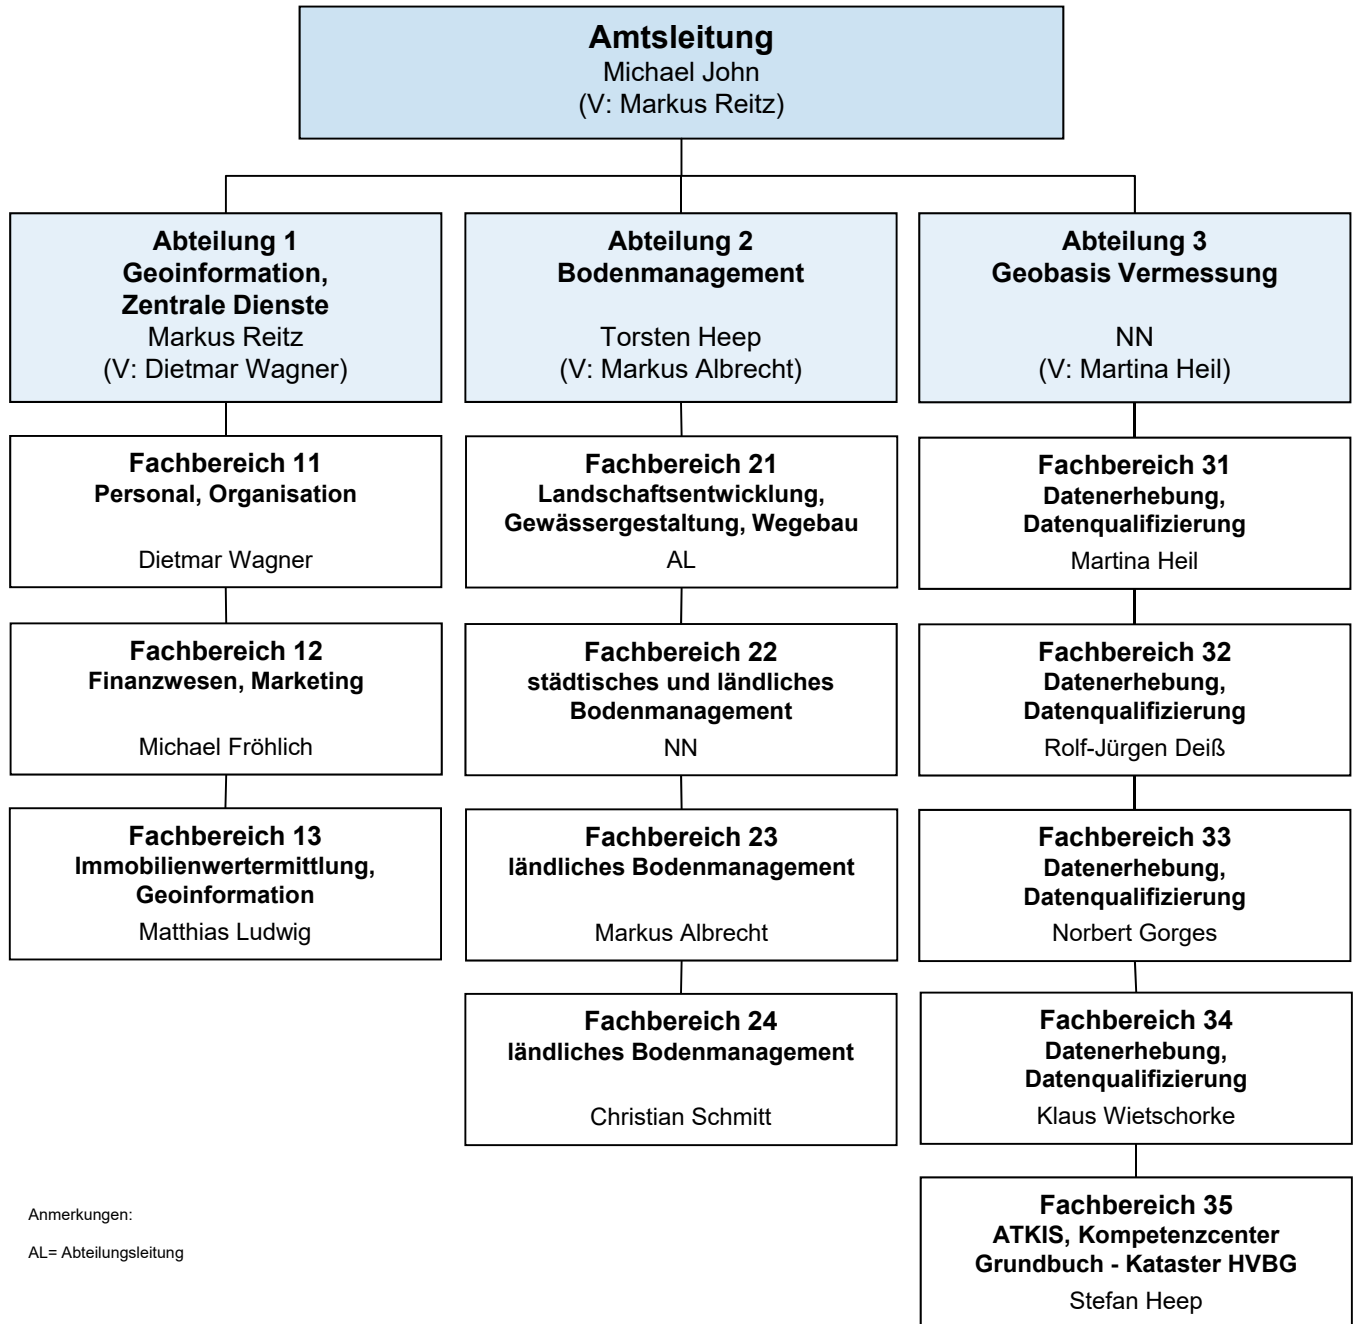 Amtsleitung
Michael John
(V: Markus Reitz)
Abteilung 1
Geoinformation,
Zentrale Dienste
Markus Reitz
(V: Dietmar Wagner)
Fachbereich 11
Personal, Organisation
Dietmar Wagner
Fachbereich 12
Finanzwesen, Marketing
Michael Fröhlich
Fachbereich 13
Immobilienwertermittlung,
Geoinformation
Matthias Ludwig
Abteilung 2
Bodenmanagement
Torsten Heep
(V: Markus Albrecht)
Fachbereich 21
Landschaftsentwicklung,
Gewässergestaltung, Wegebau
AL
Fachbereich 22
städtisches und ländliches
Bodenmanagement
NN
Fachbereich 23
ländliches Bodenmanagement
Markus Albrecht
Fachbereich 24
ländliches Bodenmanagement
Christian Schmitt
Abteilung 3
Geobasis Vermessung
NN
(V: Martina Heil)
Fachbereich 31
Datenerhebung,
Datenqualifizierung
Martina Heil
Fachbereich 32
Datenerhebung,
Datenqualifizierung
Rolf-Jürgen Deiß
Fachbereich 33
Datenerhebung,
Datenqualifizierung
Norbert Gorges
Fachbereich 34
Datenerhebung,
Datenqualifizierung
Klaus Wietschorke
Fachbereich 35
ATKIS, Kompetenzcenter
Grundbuch - Kataster HVBG
Stefan Heep
Anmerkungen:
AL= Abteilungsleitung